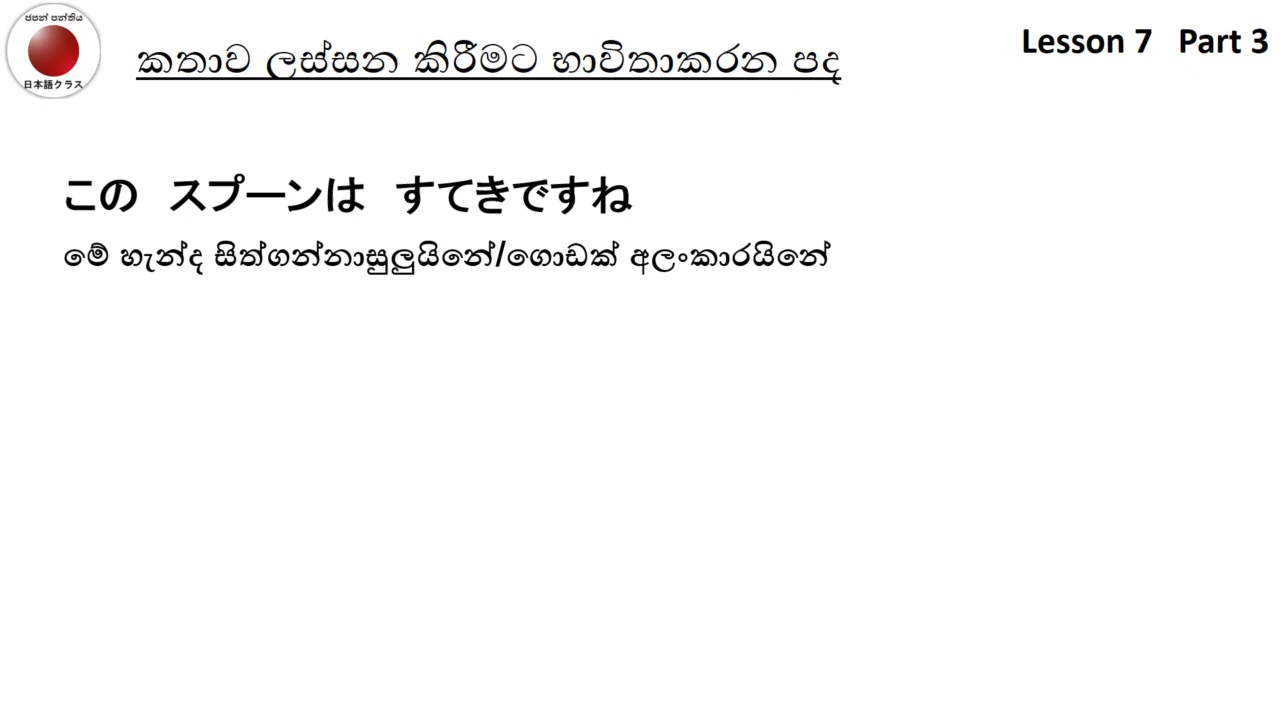 ජපන් පන්තිය
日本語クラス
කතාව ලස්සන කිරීමට භාවිතාකරන පද
Lesson 7 Part 3
この スプーンは すてきですね
මේ හැන්ද සිත්ගන්නාසුලුයිනේ/ගොඩක් අලංකාරයිනේ